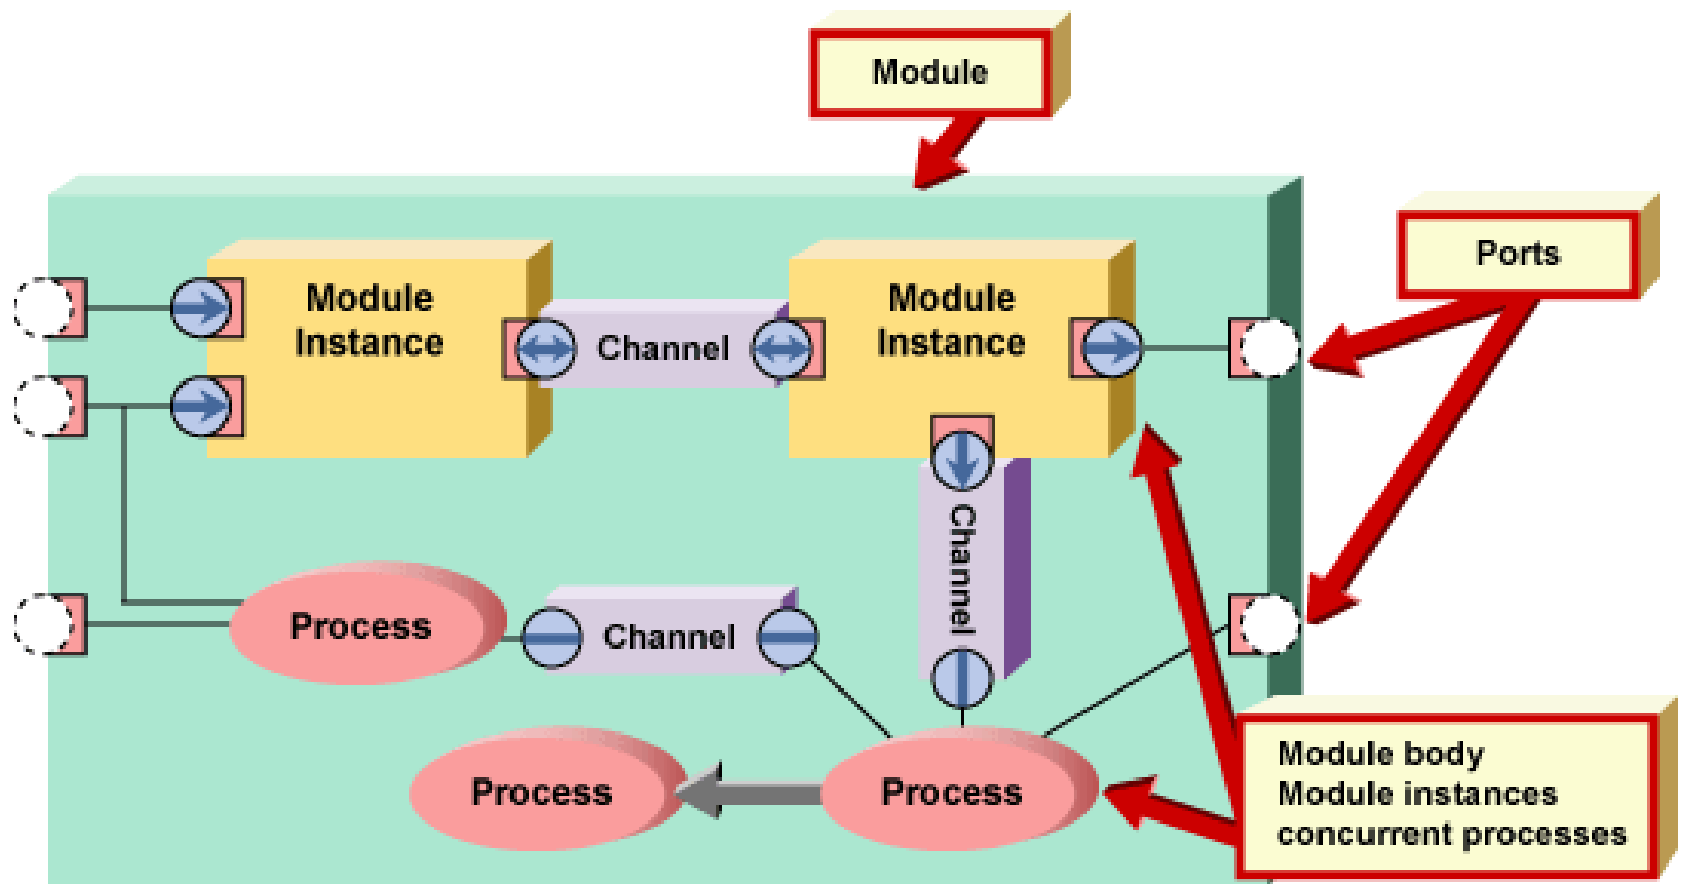 Module
Ports
Module
Instance
Channel
Module
Instance
Channel
Process
Channel
Process
Process
Module body
Module instances
concurrent processes